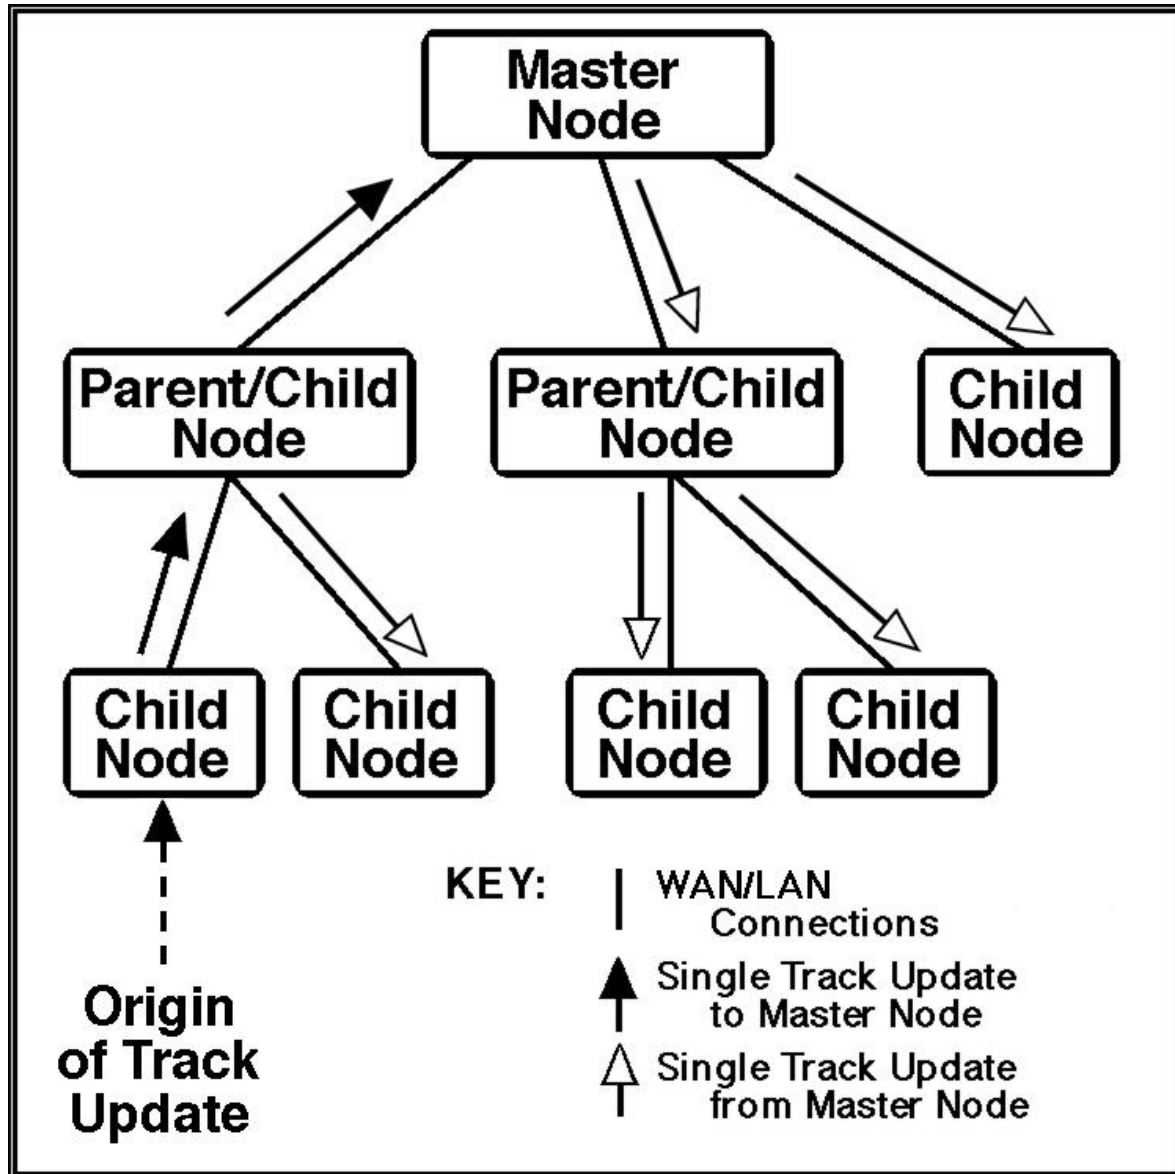 Master
Node
Parent/Child
Node
Parent/Child
Node
Child
Node
Child
Node
Child
Node
Child
Node
Child
Node
Origin
of Track
Update
KEY:
WAN/LAN
Connections
Single Track Update
to Master Node
Single Track Update
from Master Node